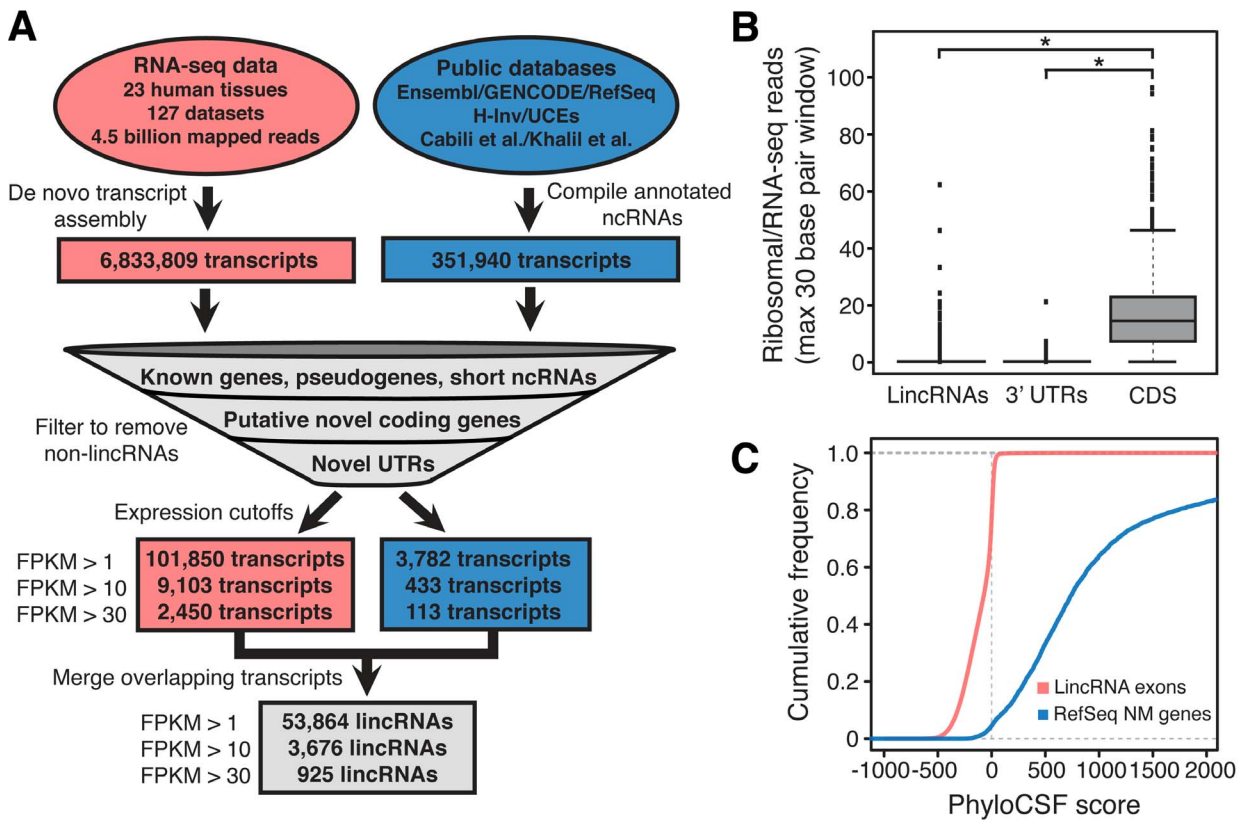 A
RNA-seq data
23 human tissues
127 datasets
4.5 billion mapped reads
Public databases
Ensembl/GENCODE/RefSeq
H-Inv/UCEs
Cabili et al./Khalil et al.
De novo transcript
assembly
Compile annotated
ncRNAs
6,833,809 transcripts
351,940 transcripts
Known genes, pseudogenes, short ncRNAs
Putative novel coding genes
Novel UTRs
Filter to remove
non-lincRNAs
Expression cutoffs
FPKM > 1
FPKM > 10
FPKM > 30
101,850 transcripts
9,103 transcripts
2,450 transcripts
3,782 transcripts
433 transcripts
113 transcripts
Merge overlapping transcripts
FPKM > 1
FPKM > 10
FPKM > 30
53,864 lincRNAs
3,676 lincRNAs
925 lincRNAs
B
Ribosomal/RNA-seq reads
(max 30 base pair window)
100
80
60
40
20
0
*
*
LincRNAs
3' UTRs
CDS
C
Cumulative frequency
1.0
0.8
0.6
0.4
0.2
0
LincRNA exons
RefSeq NM genes
-1000
-500
0
500
1000
1500
2000
PhyloCSF score